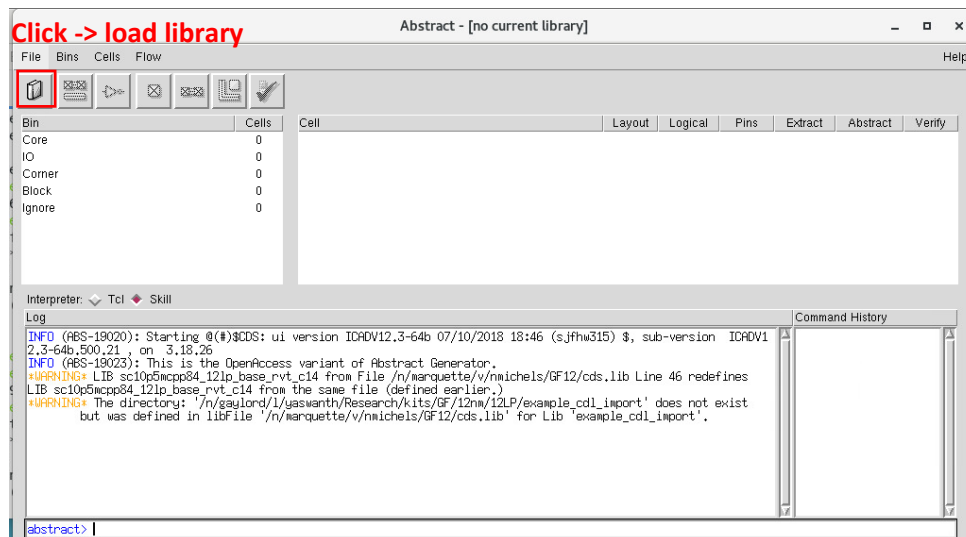 Click -> load library
Abstract - [no current library]
File Bins Cells Flow Help
Bin Cells Cell Layout Logical Pins Extract Abstract Verify
Core 0
IO 0
Corner 0
Block 0
Ignore 0
Interpreter: Tcl Skill
Log Command History
INFO (ABS-19020): Starting @(#)$CDS: ui version ICADV12.3-64b 07/10/2018 18:46 (sjfhw315) $, sub-version ICADV1
2.3-64b.500.21 , on 3.18.26
INFO (ABS-19023): This is the OpenAccess variant of Abstract Generator.
*WARNING* LIB sc10p5mcpp84_12lp_base_rvt_c14 from File /n/marquette/v/nmichels/GF12/cds.lib Line 46 redefines
LIB sc10p5mcpp84_12lp_base_rvt_c14 from the same file (defined earlier.)
*WARNING* The directory: '/n/gaylord/l/yaswanth/Research/kits/GF/12nm/12LP/example_cdl_import' does not exist
but was defined in libFile '/n/marquette/v/nmichels/GF12/cds.lib' for Lib 'example_cdl_import'.
abstract>